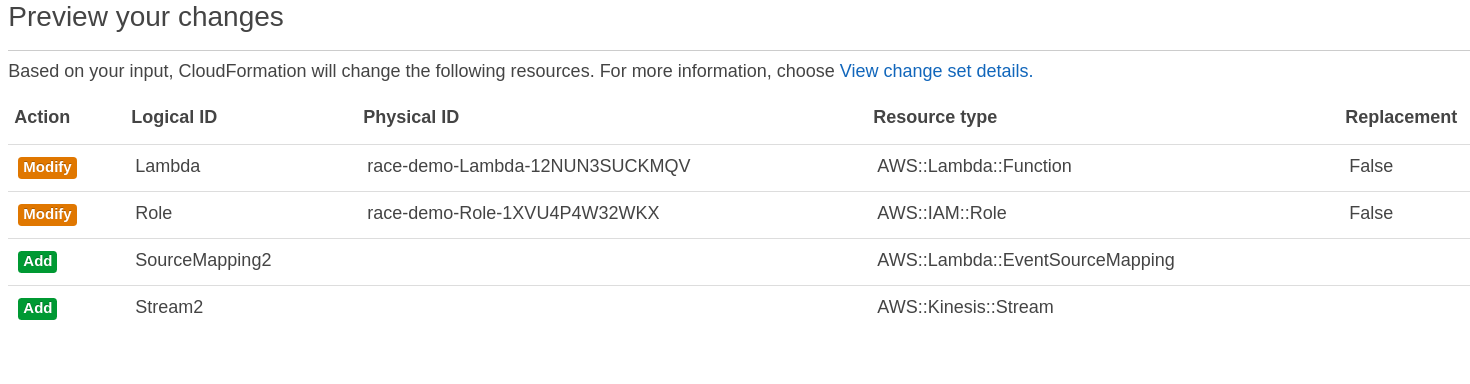 Preview your changes
Based on your input, CloudFormation will change the following resources. For more information, choose View change set details.
Action Logical ID Physical ID Resource type Replacement
Modify Lambda race-demo-Lambda-12NUN3SUCKMQV AWS::Lambda::Function False
Modify Role race-demo-Role-1XVU4P4W32WKX AWS::IAM::Role False
Add SourceMapping2 AWS::Lambda::EventSourceMapping
Add Stream2 AWS::Kinesis::Stream